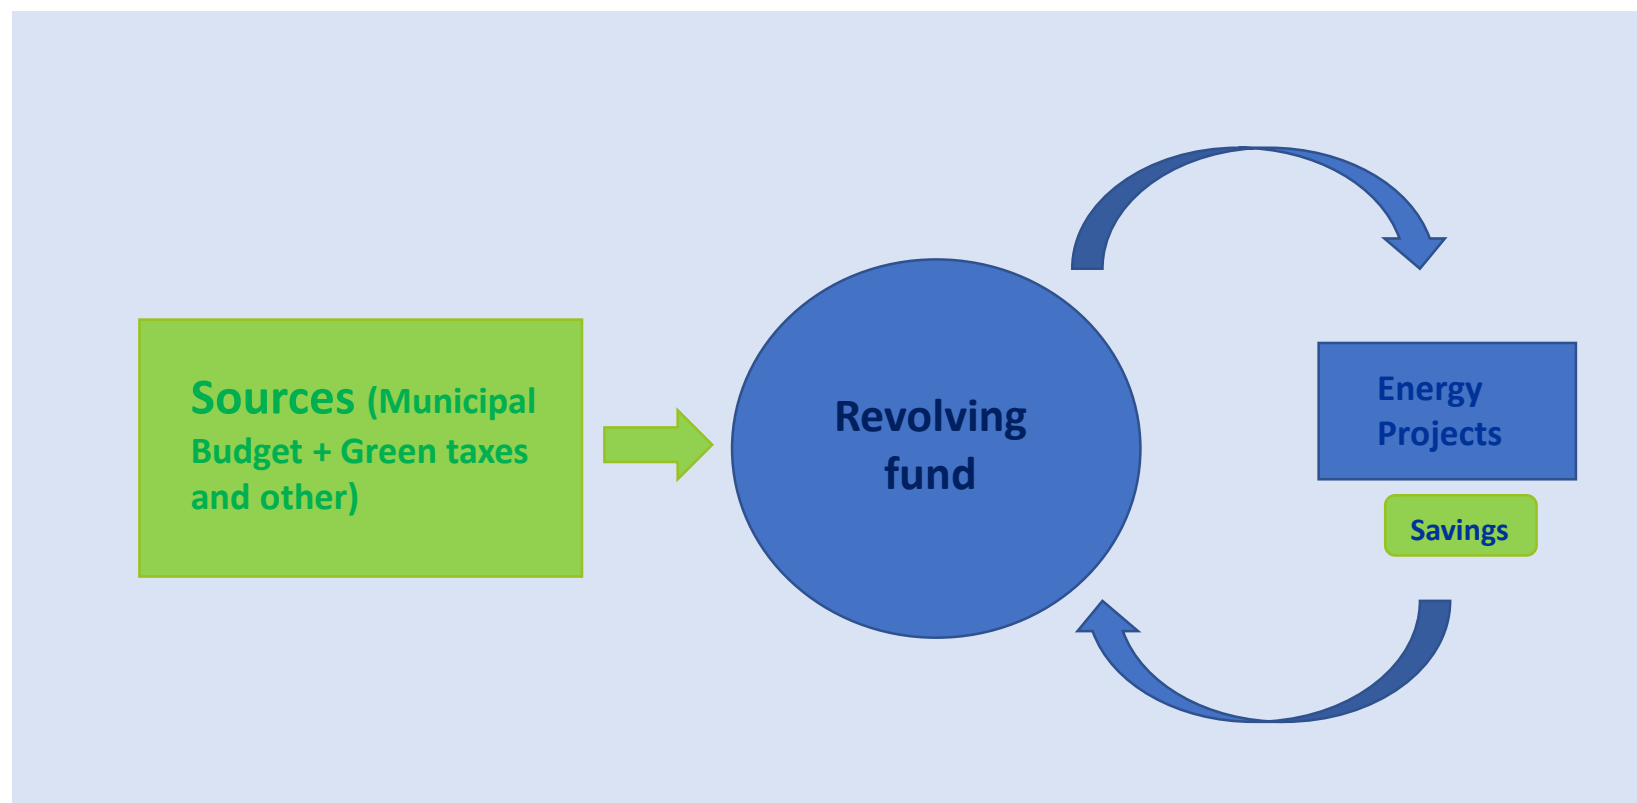 Sources (Municipal
Budget + Green taxes
and other)
Revolving
fund
Energy
Projects
Savings